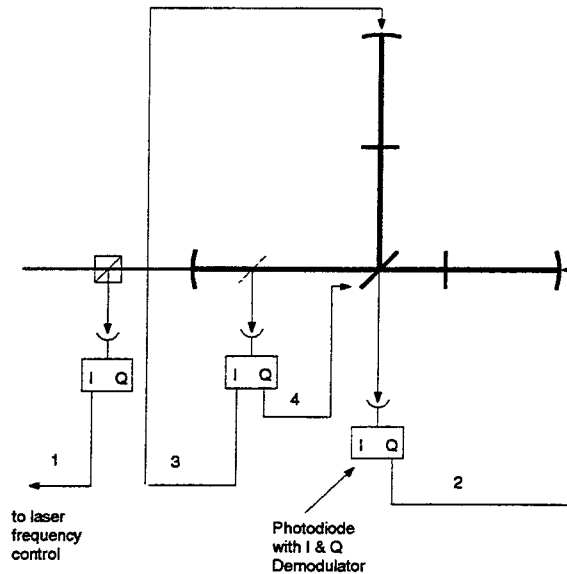 I Q
I Q
4
I Q
1
3
2
to laser
frequency
control
Photodiode
with I & Q
Demodulator